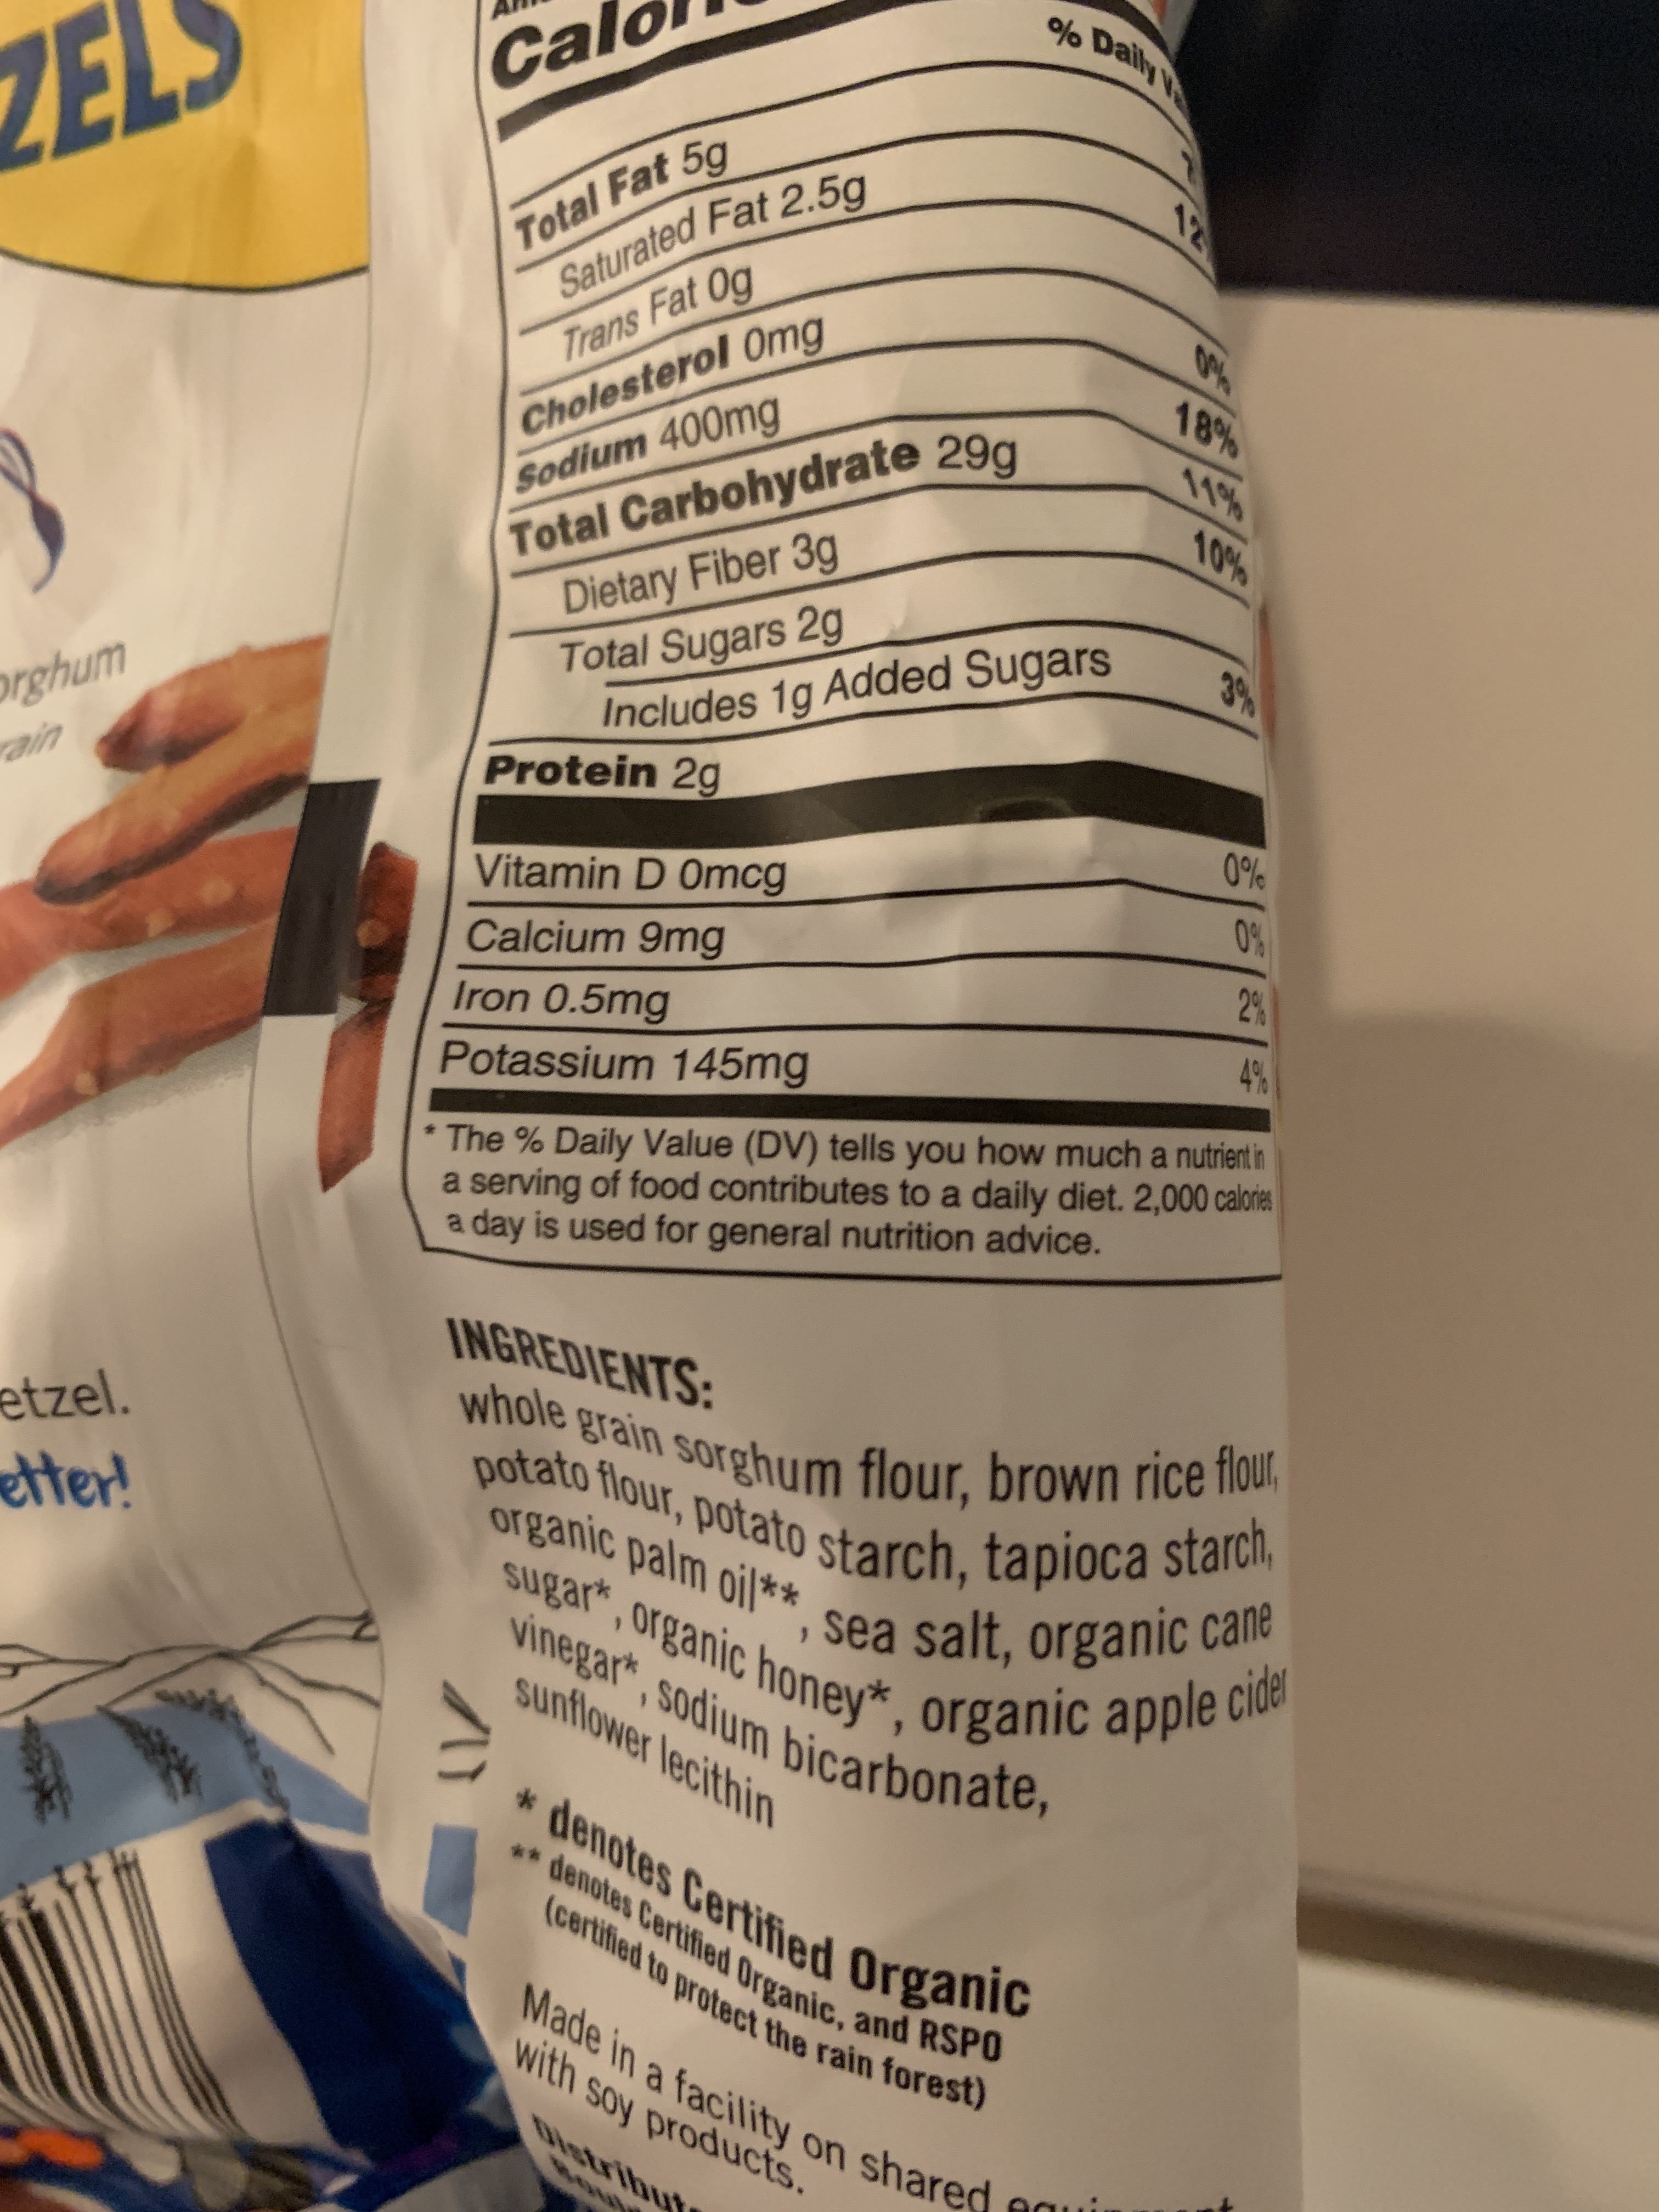 ZELS
orghum
rain
etzel.
etter!
% Daily
Total Fat 5g
Saturated Fat 2.5g
Trans Fat 0g
Cholesterol 0mg 0%
Sodium 400mg 18%
Total Carbohydrate 29g 11%
Dietary Fiber 3g 10%
Total Sugars 2g
Includes 1g Added Sugars 3%
Protein 2g
Vitamin D 0mcg 0%
Calcium 9mg 0%
Iron 0.5mg 2%
Potassium 145mg 4%
* The % Daily Value (DV) tells you how much a nutrient in
a serving of food contributes to a daily diet. 2,000 calories
a day is used for general nutrition advice.
INGREDIENTS:
whole grain sorghum flour, brown rice flour,
potato flour, potato starch, tapioca starch,
organic palm oil**, sea salt, organic cane
sugar*, organic honey*, organic apple cider
vinegar*, sodium bicarbonate,
sunflower lecithin
* denotes Certified Organic
** denotes Certified Organic, and RSPO
(certified to protect the rain forest)
Made in a facility on shared
with soy products.